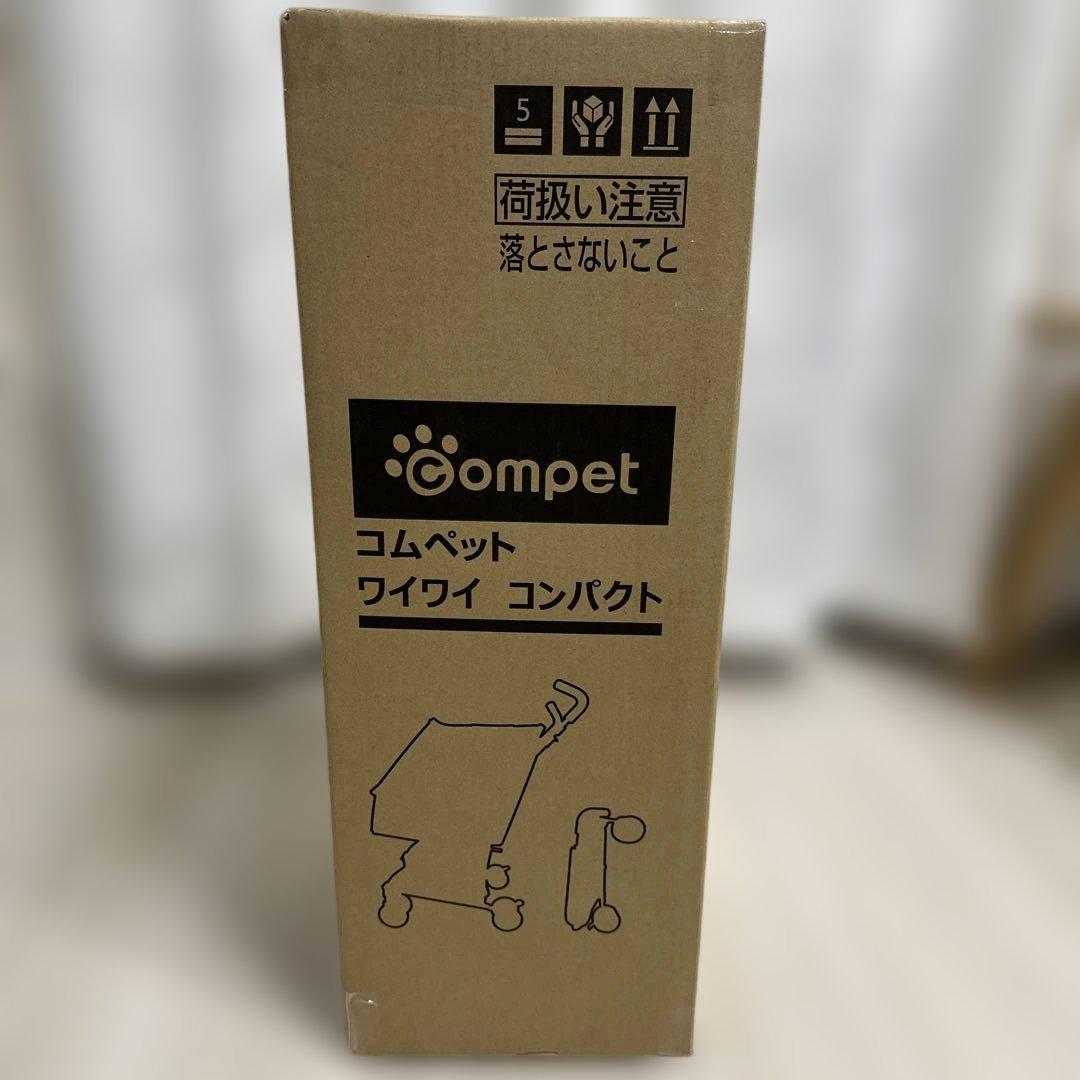 5
荷扱い注意
落とさないこと
compet
コムペット
ワイワイ コンパクト